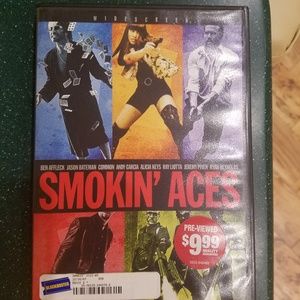 WIDESCREEN
BEN AFFLECK JASON BATEMAN COMMON ANDY GARCIA ALICIA KEYS RAY LIOTTA JEREMY PIVEN RYAN REYNOLDS
SMOKIN' ACES
PRE-VIEWED
$9.99
BLOCKBUSTER